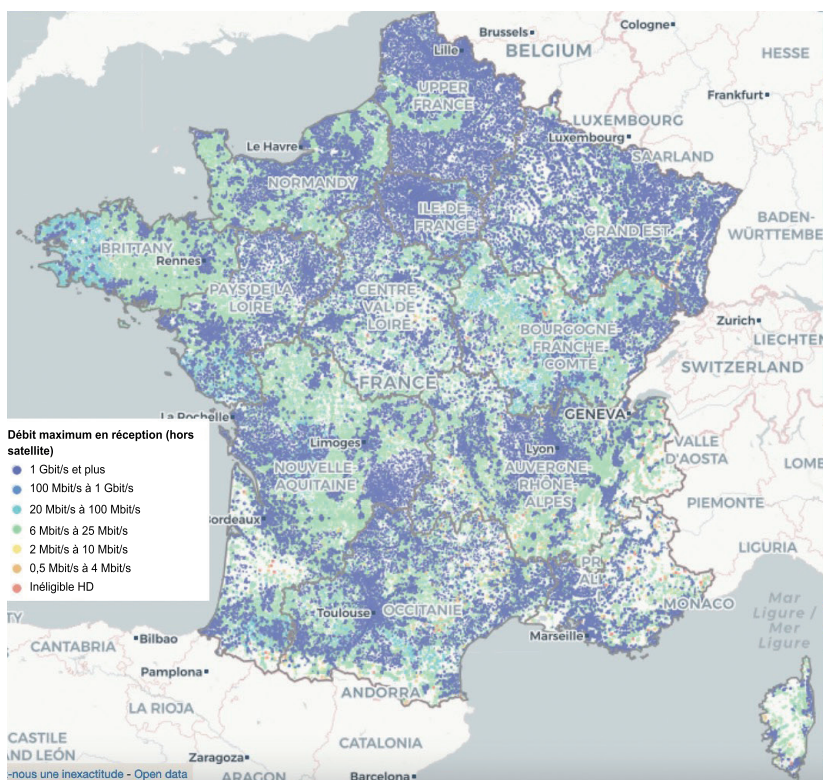 Cologne
Brussels
Lille
BELGIUM
HESSE
UPPER
FRANCE
Frankfurt
LUXEMBOURG
Luxembourg
Le Havre
SAARLAND
NORMANDY
ILE-DE-
FRANCE
GRAND EST
BADEN-
WÜRTTEMBE
BRITTANY
Rennes
PAYS DE LA
LOIRE
CENTRE-
VAL DE
LOIRE
BOURGOGNE-
FRANCHE-
COMTÉ
Zurich
LIECHTEN
SWITZERLAND
FRANCE
GENEVA
La Rochelle
Débit maximum en réception (hors
satellite)
1 Gbit/s et plus
100 Mbit/s à 1 Gbit/s
20 Mbit/s à 100 Mbit/s
6 Mbit/s à 25 Mbit/s
2 Mbit/s à 10 Mbit/s
0,5 Mbit/s à 4 Mbit/s
Inéligible HD
Limoges
Lyon
VALLE
D'AOSTA
LOME
NOUVELLE-
AQUITAINE
AUVERGNE-
RHÔNE-
ALPES
PIEMONTE
Bordeaux
LIGURIA
PR
AL
Toulouse
OCCITANIE
MONACO
Mar
Ligure /
Mer
Ligure
Marseille
TY
CANTABRIA
Bilbao
Pamplona
ANDORRA
LA RIOJA
CASTILE
AND LEÓN
CATALONIA
Zaragoza
ARAGON
Barcelona
-nous une inexactitude - Open data